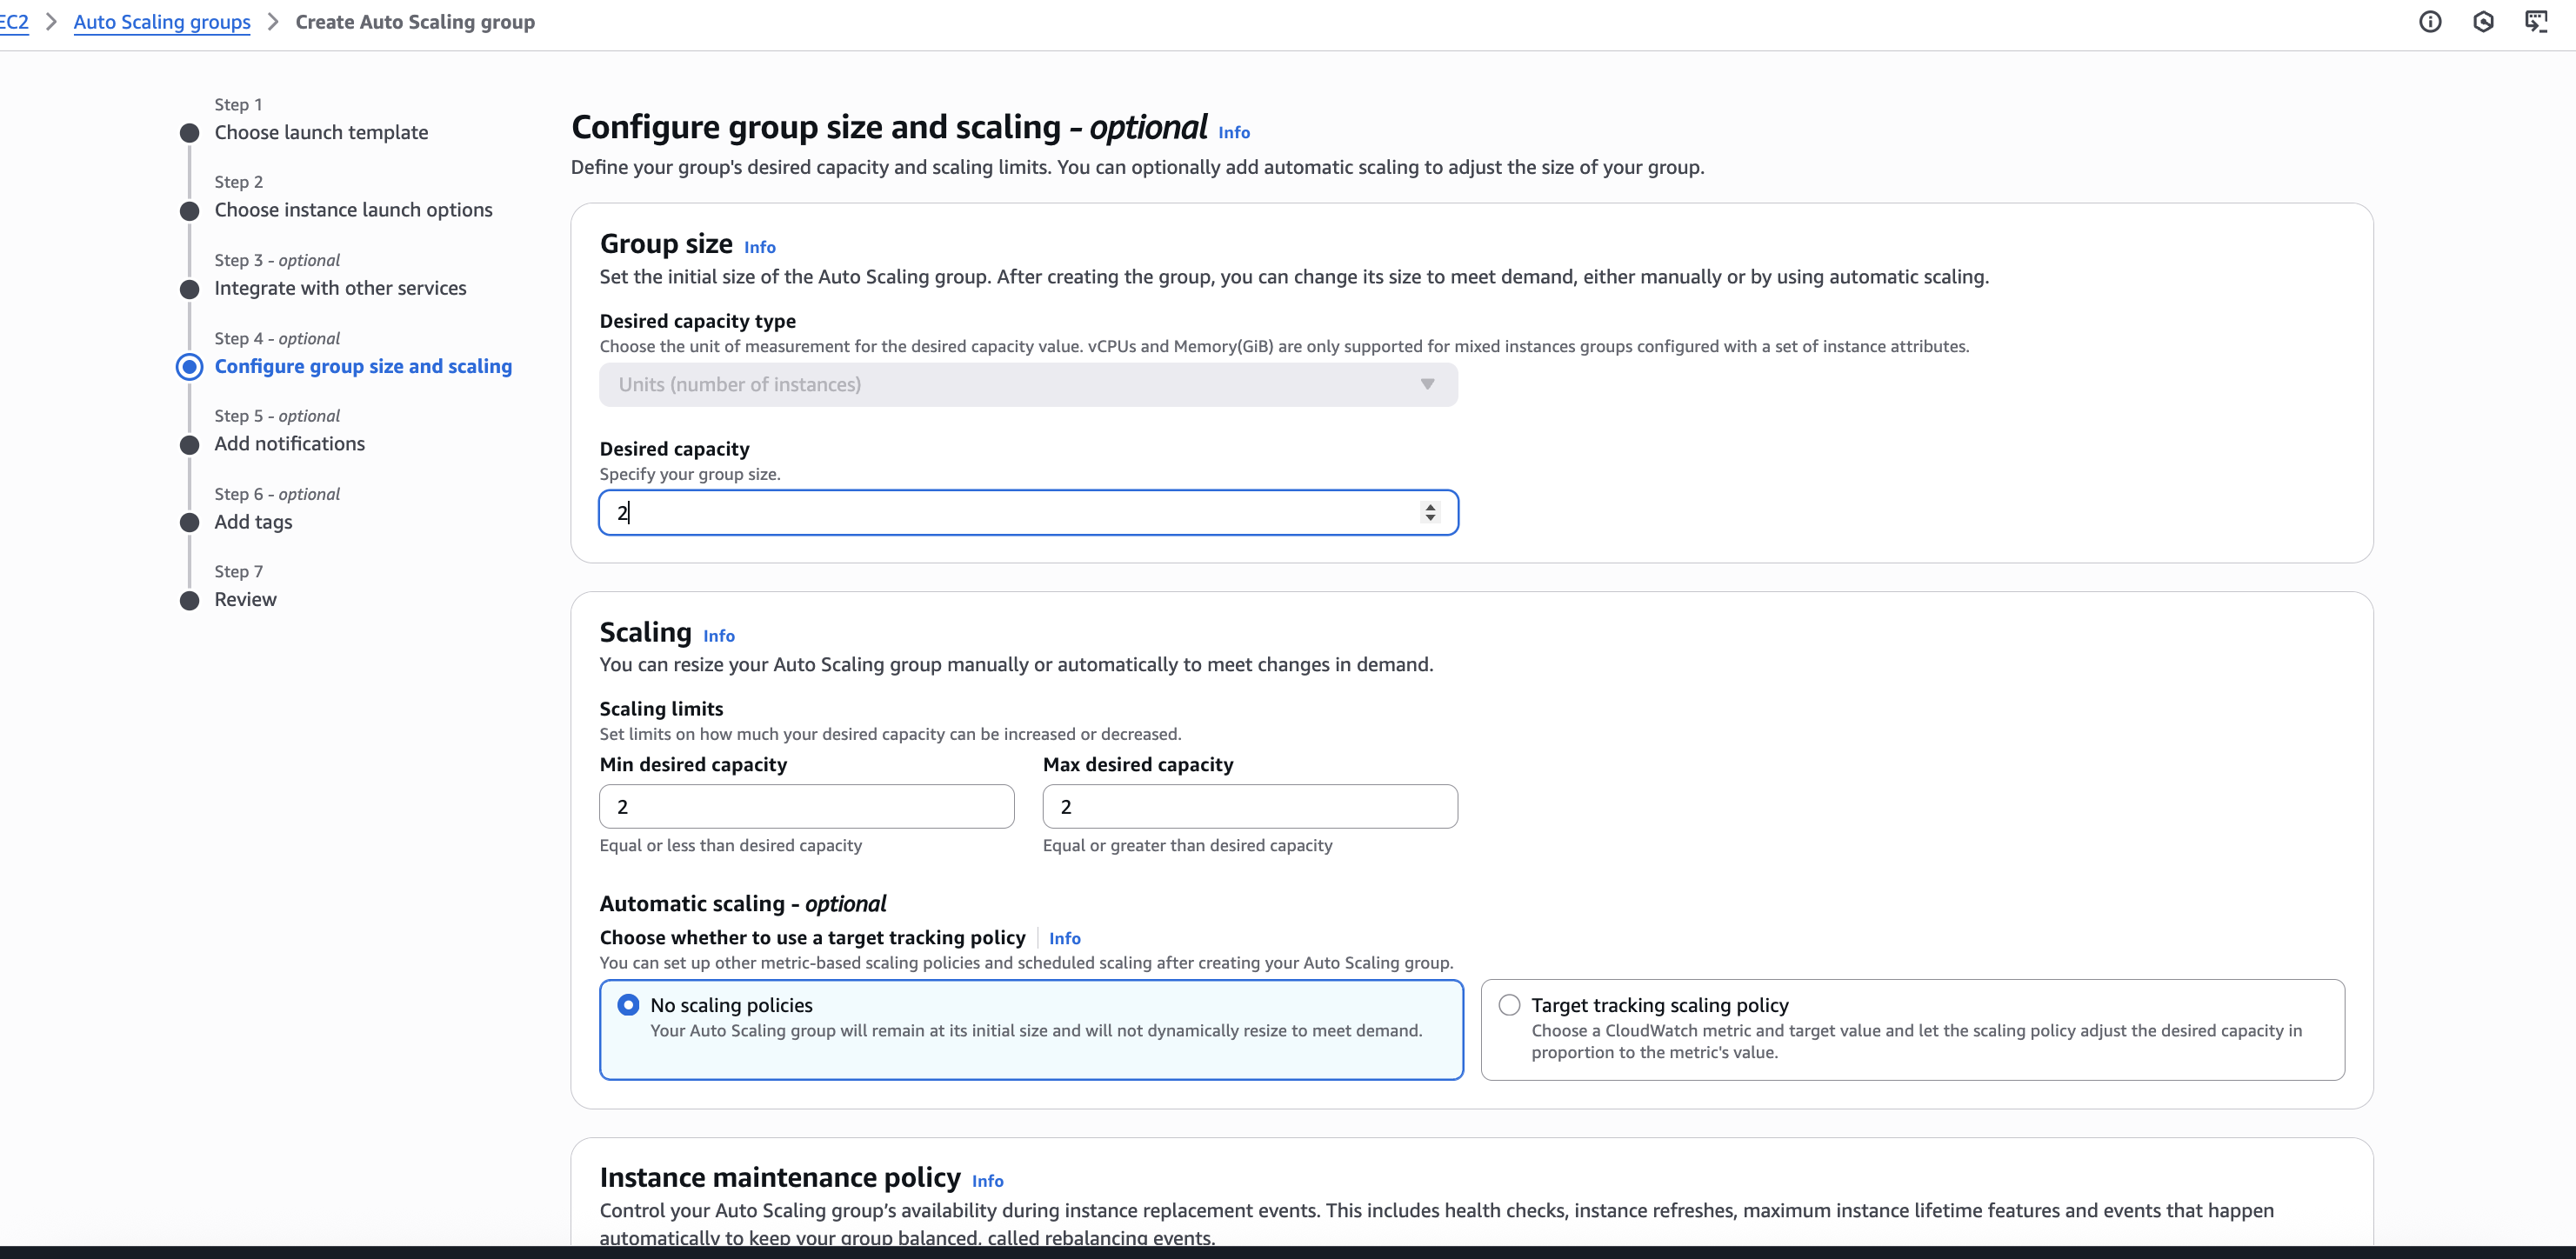 EC2 > Auto Scaling groups > Create Auto Scaling group
Step 1
Choose launch template
Step 2
Choose instance launch options
Step 3 - optional
Integrate with other services
Step 4 - optional
Configure group size and scaling
Step 5 - optional
Add notifications
Step 6 - optional
Add tags
Step 7
Review
Configure group size and scaling - optional Info
Define your group's desired capacity and scaling limits. You can optionally add automatic scaling to adjust the size of your group.
Group size Info
Set the initial size of the Auto Scaling group. After creating the group, you can change its size to meet demand, either manually or by using automatic scaling.
Desired capacity type
Choose the unit of measurement for the desired capacity value. vCPUs and Memory(GiB) are only supported for mixed instances groups configured with a set of instance attributes.
Units (number of instances)
Desired capacity
Specify your group size.
2
Scaling Info
You can resize your Auto Scaling group manually or automatically to meet changes in demand.
Scaling limits
Set limits on how much your desired capacity can be increased or decreased.
Min desired capacity
2
Equal or less than desired capacity
Max desired capacity
2
Equal or greater than desired capacity
Automatic scaling - optional
Choose whether to use a target tracking policy Info
You can set up other metric-based scaling policies and scheduled scaling after creating your Auto Scaling group.
No scaling policies
Your Auto Scaling group will remain at its initial size and will not dynamically resize to meet demand.
Target tracking scaling policy
Choose a CloudWatch metric and target value and let the scaling policy adjust the desired capacity in
proportion to the metric's value.
Instance maintenance policy Info
Control your Auto Scaling group’s availability during instance replacement events. This includes health checks, instance refreshes, maximum instance lifetime features and events that happen
automatically to keep your group balanced, called rebalancing events.